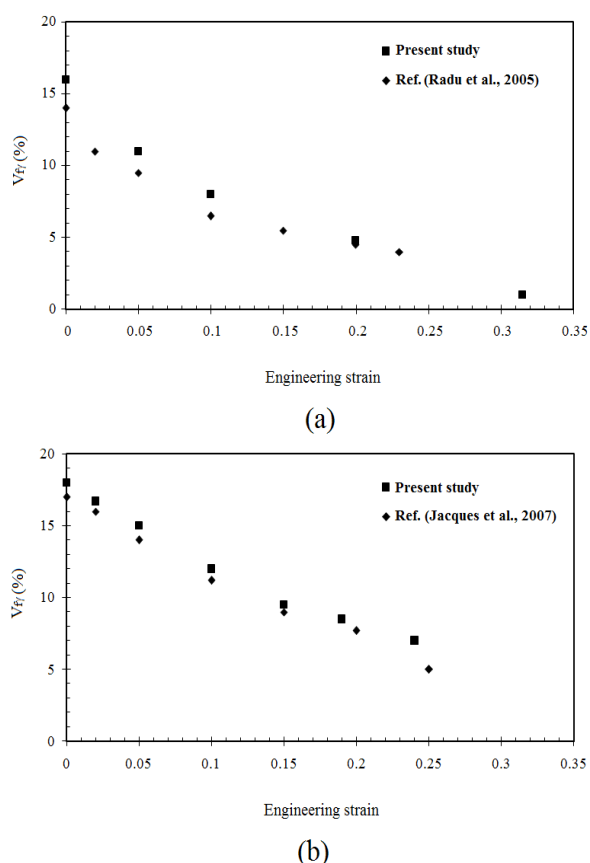 20
Present study
Ref. (Radu et al., 2005)
15
10
5
0
Vfγ (%)
0 0.05 0.1 0.15 0.2 0.25 0.3 0.35
Engineering strain
(a)
20
Present study
Ref. (Jacques et al., 2007)
15
10
5
0
Vfγ (%)
0 0.05 0.1 0.15 0.2 0.25 0.3 0.35
Engineering strain
(b)